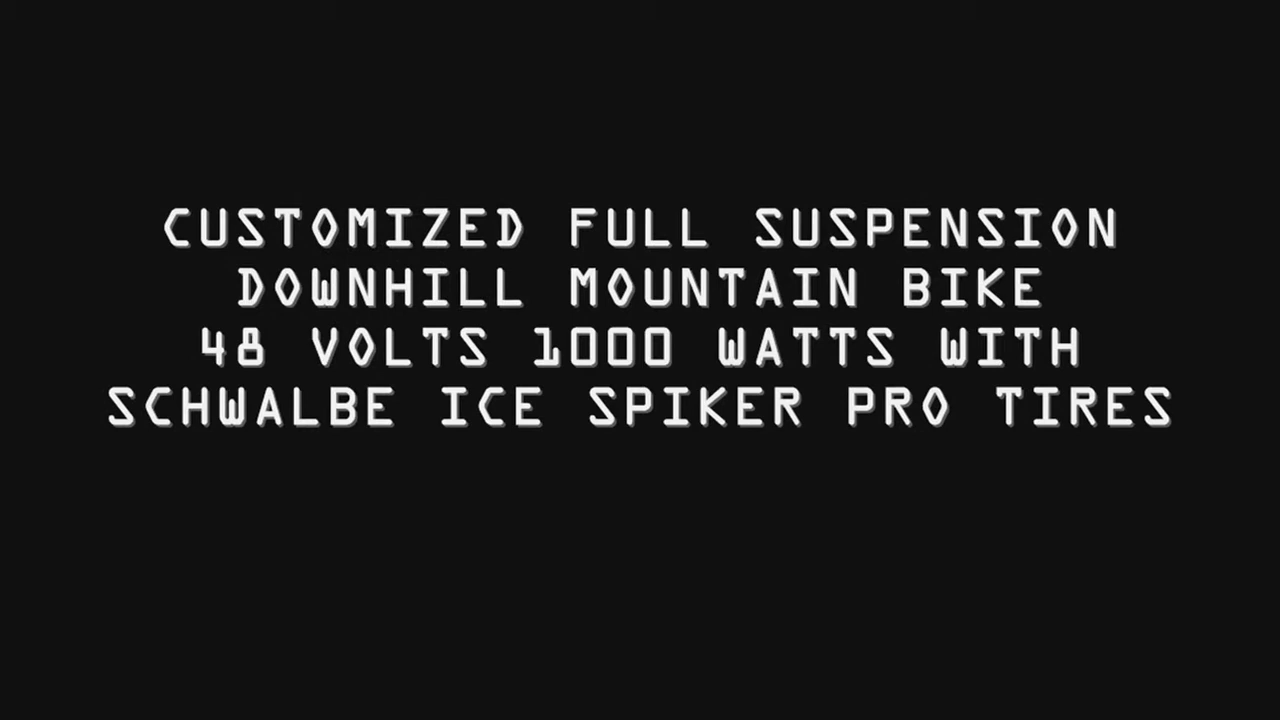 CUSTOMIZED FULL SUSPENSION
DOWNHILL MOUNTAIN BIKE
48 VOLTS 1000 WATTS WITH
SCHWALBE ICE SPIKER PRO TIRES